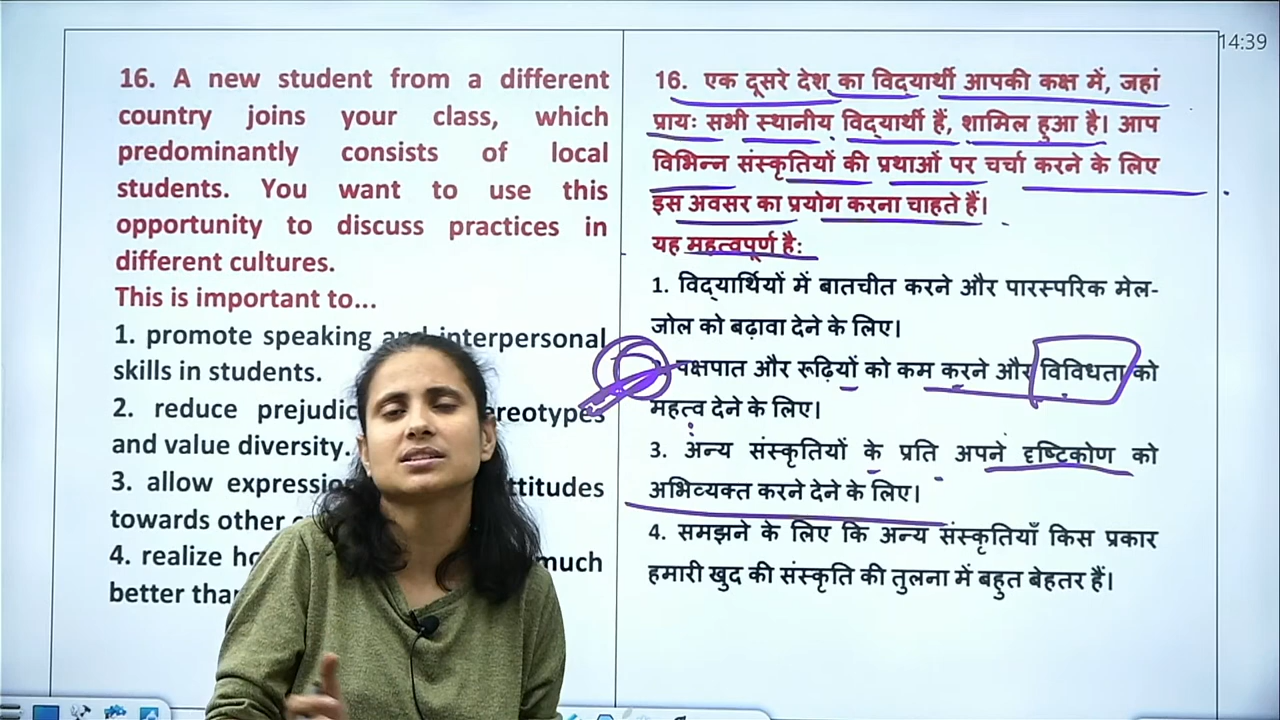 14:39
16. A new student from a different
country joins your class, which
predominantly consists of local
students. You want to use this
opportunity to discuss practices in
different cultures.
This is important to...
1. promote speaking and interpersonal
skills in students.
2. reduce
and value diversity.
3. allow
towards other
4. realize much
better
16. एक दूसरे देश का विद्यार्थी आपकी कक्ष में, जहां
प्रायः सभी स्थानीय विद्यार्थी हैं, शामिल हुआ है। आप
विभिन्न संस्कृतियों की प्रथाओं पर चर्चा करने के लिए
इस अवसर का प्रयोग करना चाहते हैं।
यह महत्वपूर्ण है:
1. विद्यार्थियों में बातचीत करने और पारस्परिक मेल-
जोल को बढ़ावा देने के लिए।
पक्षपात और रूढ़ियों को कम करने और विविधता को
महत्व देने के लिए।
3. अन्य संस्कृतियों के प्रति अपने दृष्टिकोण को
अभिव्यक्त करने देने के लिए।
4. समझने के लिए कि अन्य संस्कृतियाँ किस प्रकार
हमारी खुद की संस्कृति की तुलना में बहुत बेहतर हैं।